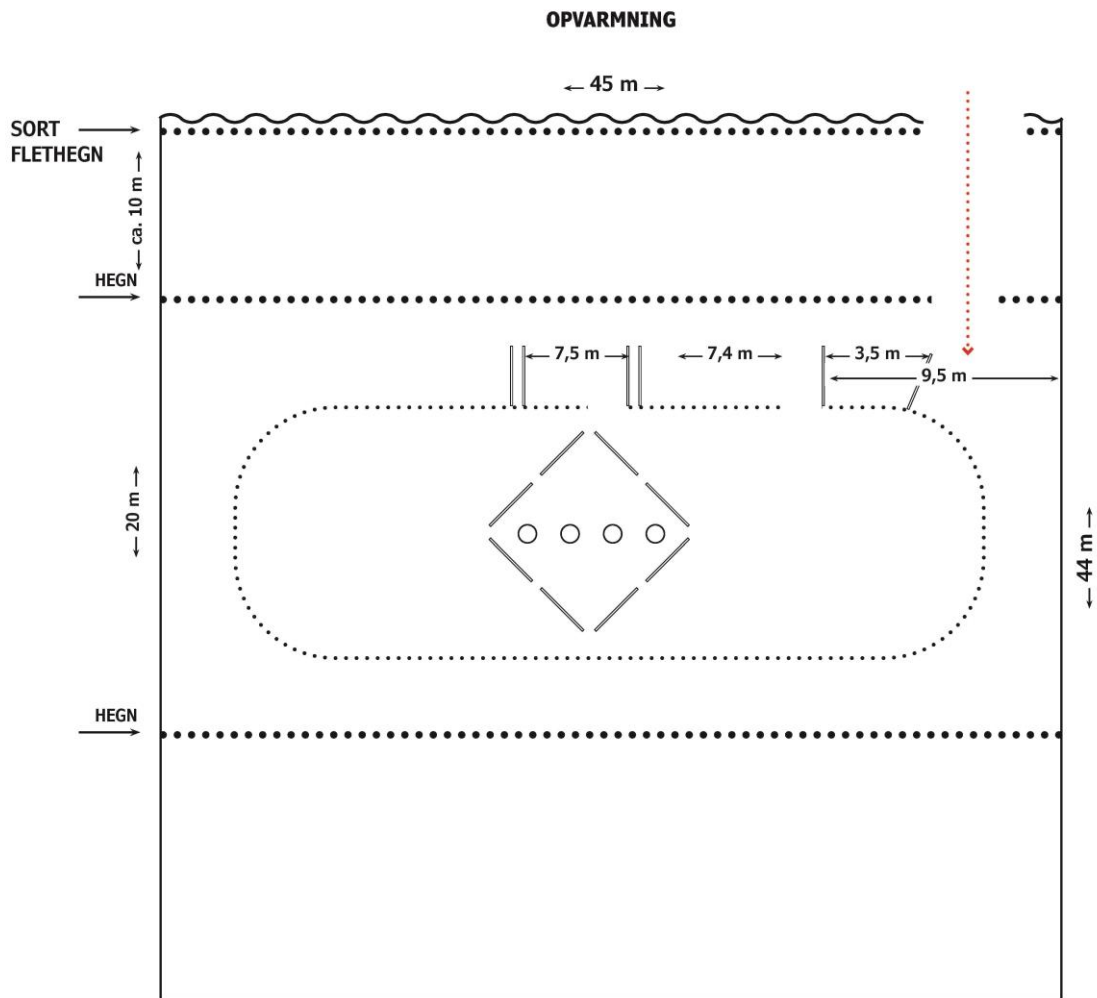 OPVARMNING
45 m
SORT
FLETHEGN
ca. 10 m
HEGN
7,5 m
7,4 m
3,5 m
9,5 m
20 m
44 m
HEGN